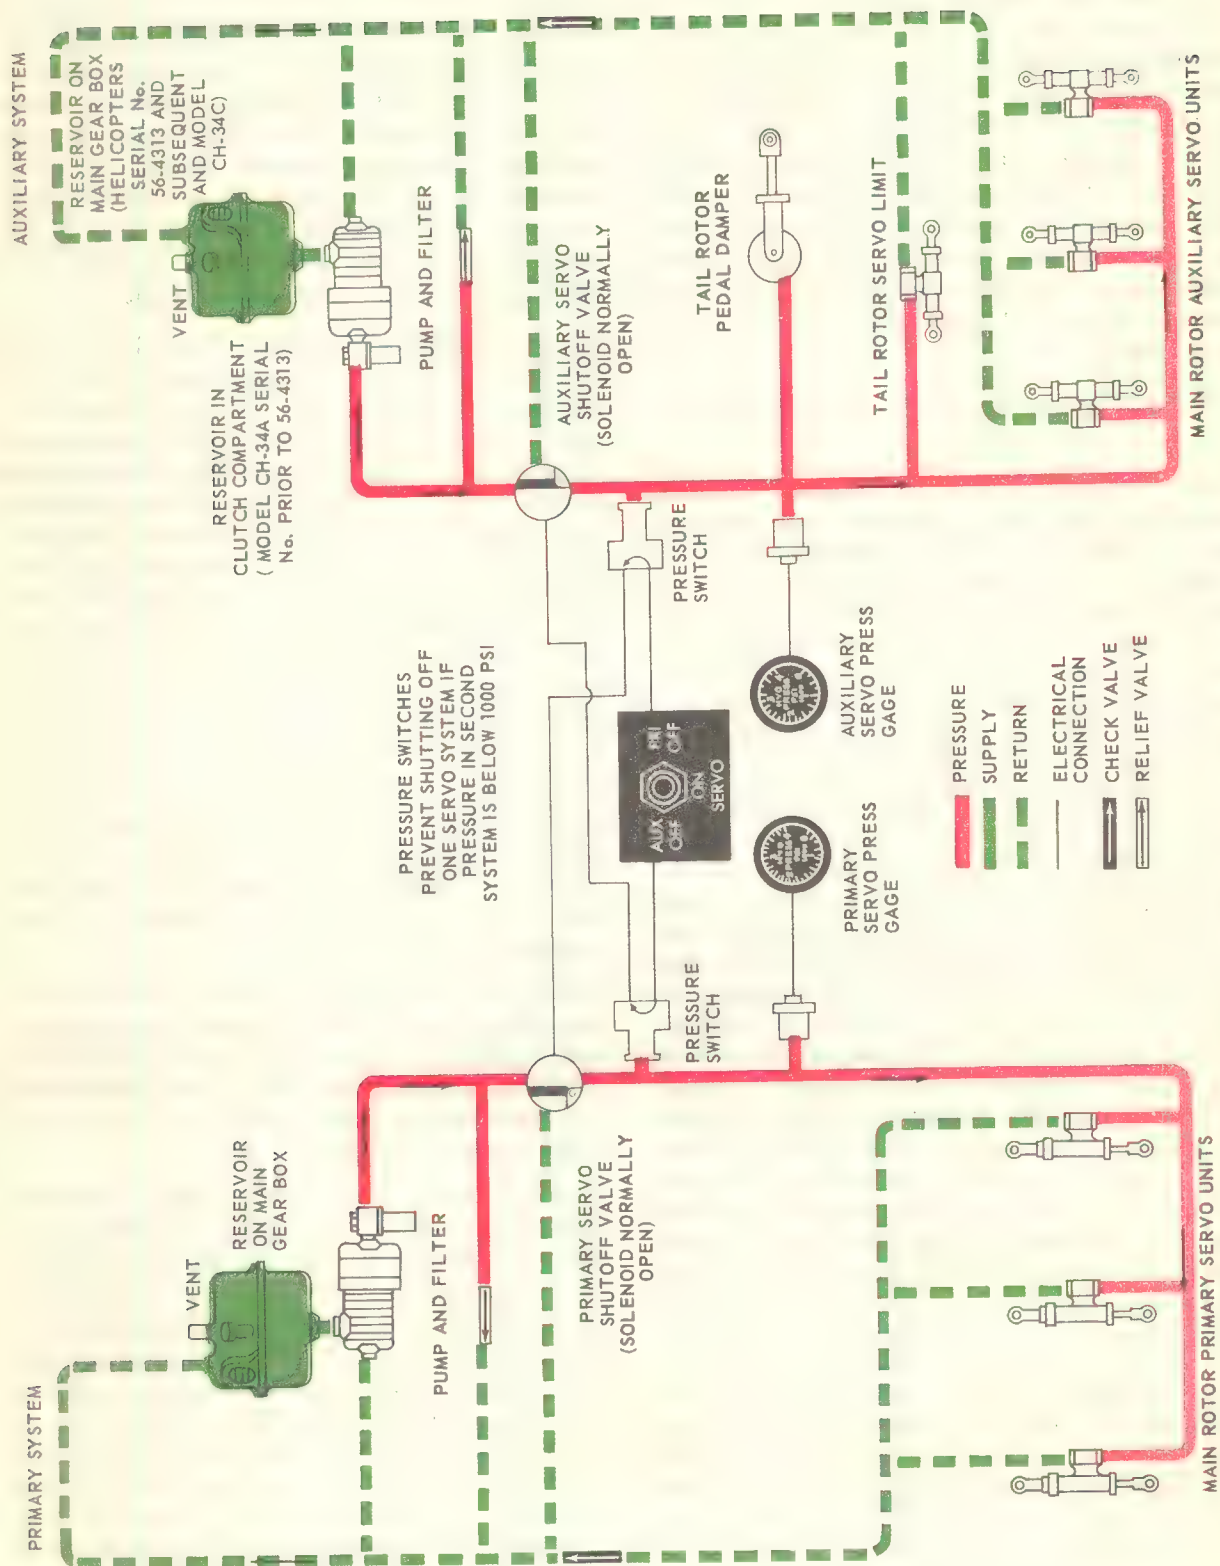 PRIMARY SYSTEM
VENT
RESERVOIR
ON MAIN
GEAR BOX
PUMP AND FILTER
PRIMARY SERVO
SHUTOFF VALVE
(SOLENOID NORMALLY
OPEN)
MAIN ROTOR PRIMARY SERVO UNITS
PRESSURE
SWITCH
PRIMARY
SERVO PRESS
GAGE
PRESSURE SWITCHES
PREVENT SHUTTING OFF
ONE SERVO SYSTEM IF
PRESSURE IN SECOND
SYSTEM IS BELOW 1000 PSI
AUX
OFF
ON
SERVO
OFF
AUXILIARY
SERVO PRESS
GAGE
PRESSURE
SWITCH
PRESSURE
SUPPLY
RETURN
ELECTRICAL
CONNECTION
CHECK VALVE
RELIEF VALVE
AUXILIARY SYSTEM
RESERVOIR ON
MAIN GEAR BOX
(HELICOPTERS
SERIAL No.
56-4313 AND
SUBSEQUENT
AND MODEL
CH-34C)
VENT
RESERVOIR IN
CLUTCH COMPARTMENT
( MODEL CH-34A SERIAL
No. PRIOR TO 56-4313)
PUMP AND FILTER
AUXILIARY SERVO
SHUTOFF VALVE
(SOLENOID NORMALLY
OPEN)
TAIL ROTOR
PEDAL DAMPER
TAIL ROTOR SERVO LIMIT
MAIN ROTOR AUXILIARY SERVO UNITS